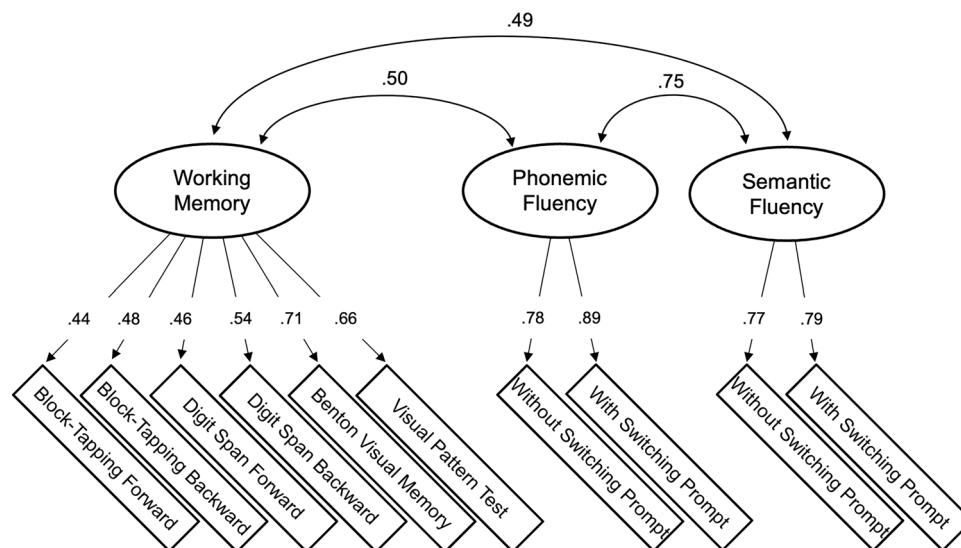 .49
.50
.75
Working
Memory
Phonemic
Fluency
Semantic
Fluency
.44
.48
.46
.54
.71
.66
.78
.89
.77
.79
Block-Tapping Forward
Block-Tapping Backward
Digit Span Forward
Digit Span Backward
Benton Visual Memory
Visual Pattern Test
Without Switching Prompt
With Switching Prompt
Without Switching Prompt
With Switching Prompt